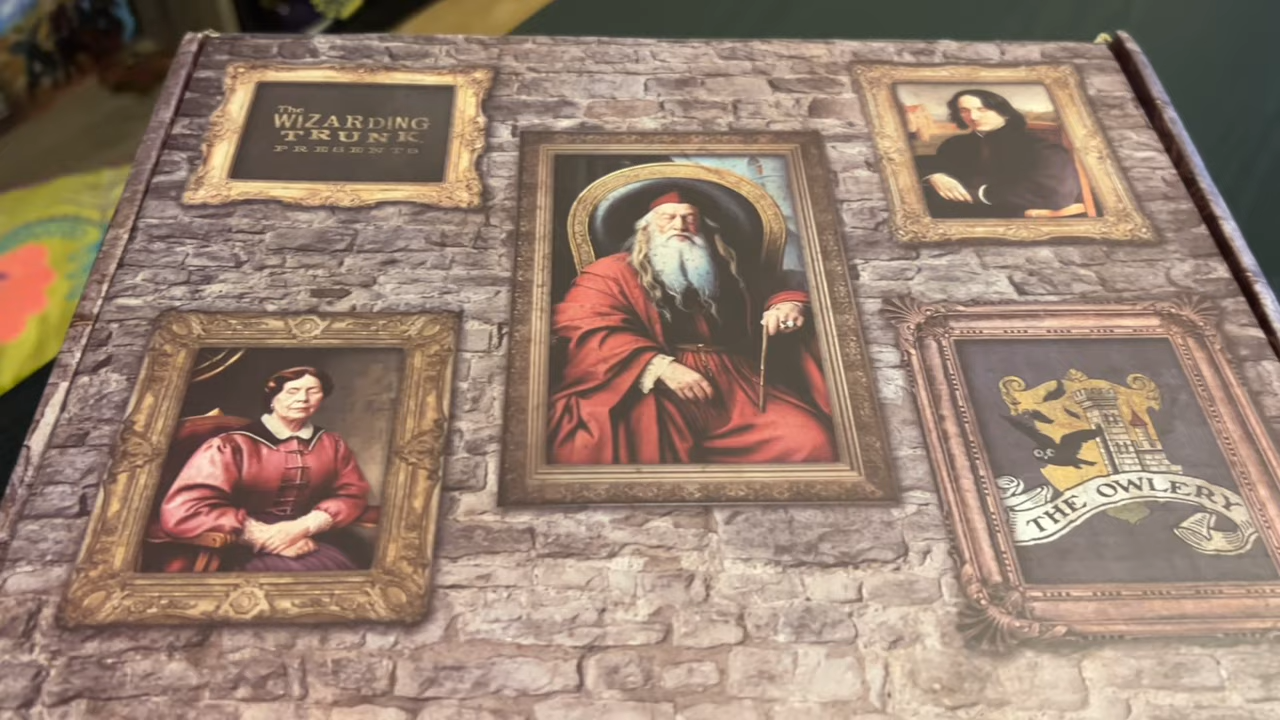 The
WIZARDING
TRUNK
PRESENTS
THE OWLERY